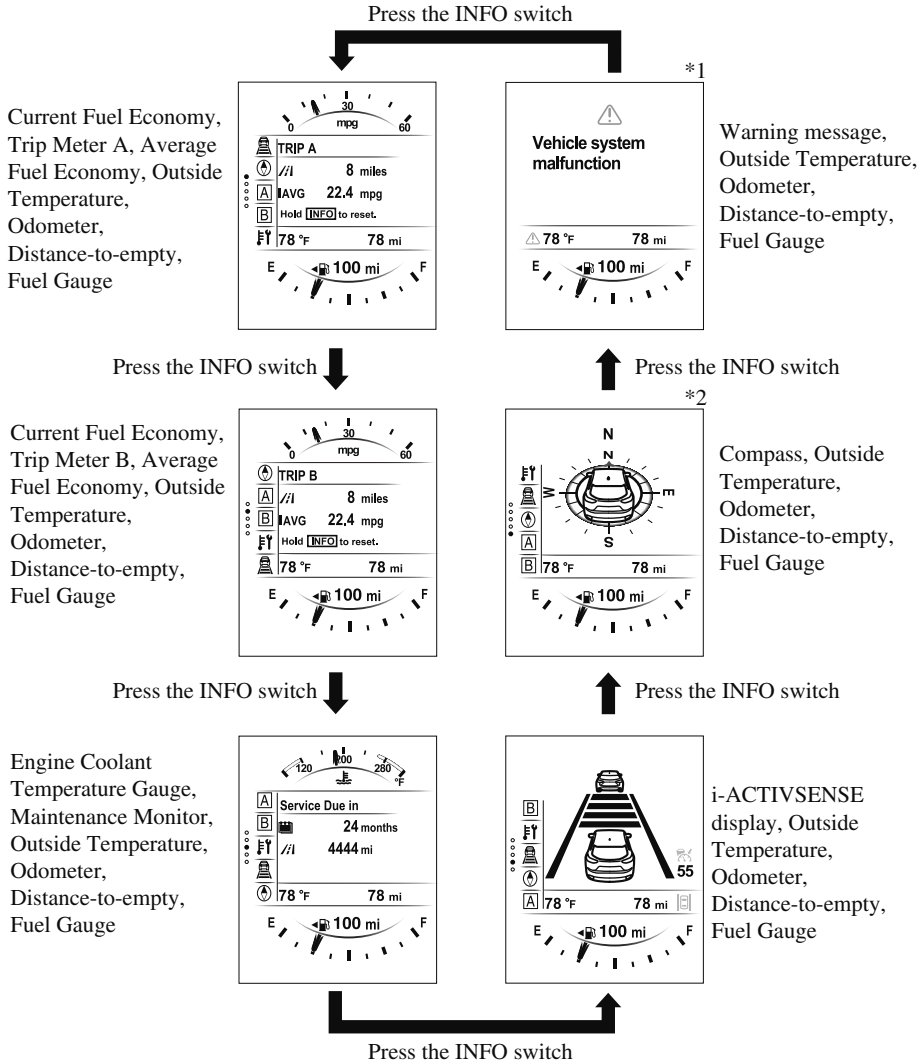 Press the INFO switch
Current Fuel Economy,
Trip Meter A, Average
Fuel Economy, Outside
Temperature,
Odometer,
Distance-to-empty,
Fuel Gauge
0 30 60
mpg
TRIP A
8 miles
AVG 22.4 mpg
A
B
Hold INFO to reset.
78 °F 78 mi
E 100 mi F
*1
Vehicle system
malfunction
78 °F 78 mi
E 100 mi F
Warning message,
Outside Temperature,
Odometer,
Distance-to-empty,
Fuel Gauge
Press the INFO switch
Press the INFO switch
Current Fuel Economy,
Trip Meter B, Average
Fuel Economy, Outside
Temperature,
Odometer,
Distance-to-empty,
Fuel Gauge
0 30 60
mpg
TRIP B
A
8 miles
B
AVG 22.4 mpg
Hold INFO to reset.
78 °F 78 mi
E 100 mi F
*2
N
N
W E
S
A
B
78 °F 78 mi
E 100 mi F
Compass, Outside
Temperature,
Odometer,
Distance-to-empty,
Fuel Gauge
Press the INFO switch
Press the INFO switch
Engine Coolant
Temperature Gauge,
Maintenance Monitor,
Outside Temperature,
Odometer,
Distance-to-empty,
Fuel Gauge
120 200 280
°F
A
Service Due in
B
24 months
4444 mi
78 °F 78 mi
E 100 mi F
B
55
A
78 °F 78 mi
E 100 mi F
i-ACTIVSENSE
display, Outside
Temperature,
Odometer,
Distance-to-empty,
Fuel Gauge
Press the INFO switch